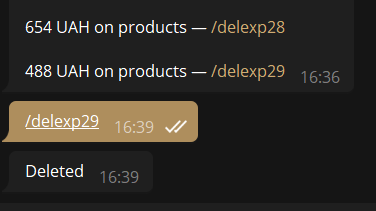 654 UAH on products — /delexp28
488 UAH on products — /delexp29 16:36
/delexp29 16:39
Deleted 16:39